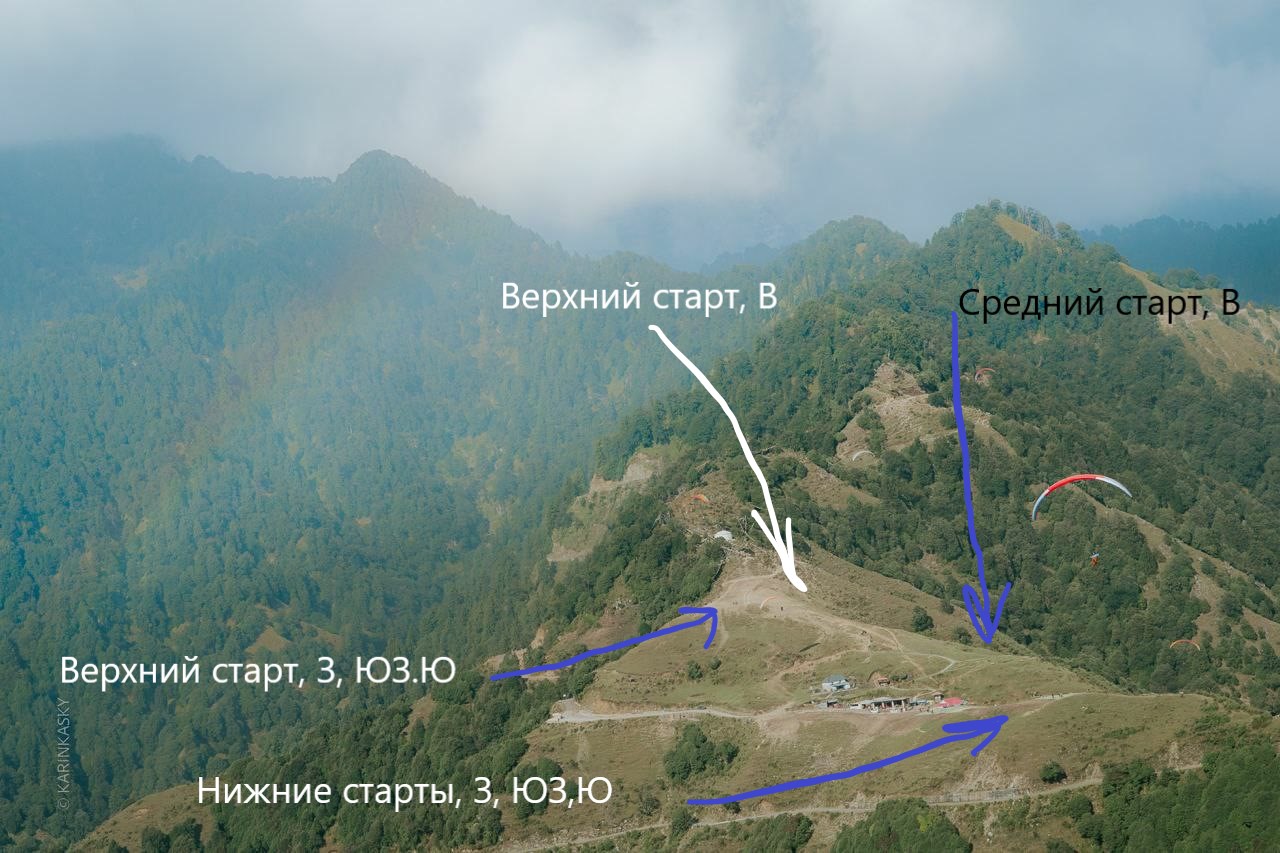 Верхний старт, В
Средний старт, В
Верхний старт, З, ЮЗ.Ю
Нижние старты, З, ЮЗ,Ю
© KARINKASKY